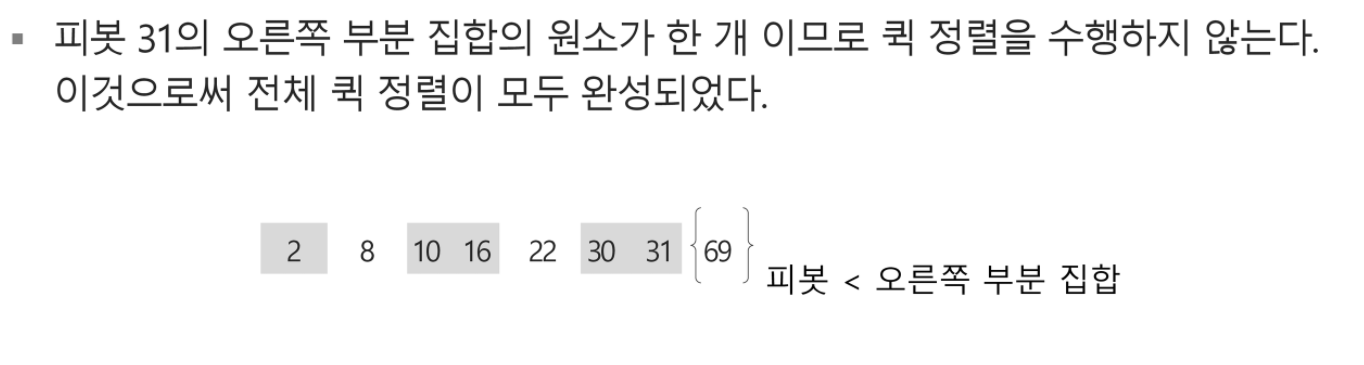 ▪ 피봇 31의 오른쪽 부분 집합의 원소가 한 개 이므로 퀵 정렬을 수행하지 않는다.
이것으로써 전체 퀵 정렬이 모두 완성되었다.
2 8 10 16 22 30 31 {69}
피봇 < 오른쪽 부분 집합